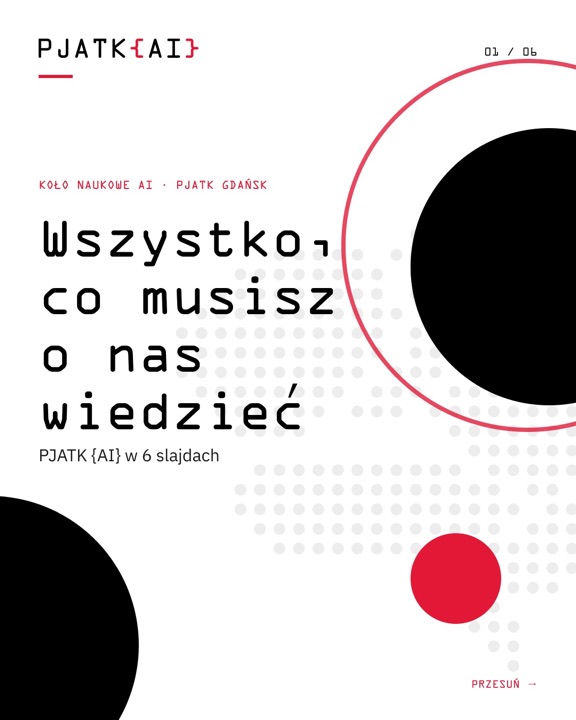 PJATK{AI}
01 / 06
KOŁO NAUKOWE AI · PJATK GDAŃSK
Wszystko,
co musisz
o nas
wiedzieć
PJATK {AI} w 6 slajdach
PRZESUŃ →